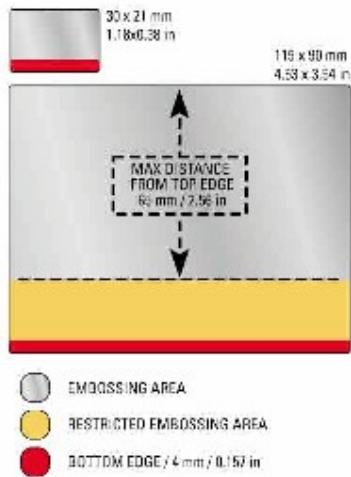 30 x 21 mm
1.18x0.38 in
115 x 90 mm
4.53 x 3.54 in
MAX DISTANCE
FROM TOP EDGE
65 mm / 2.56 in
EMBOSSING AREA
RESTRICTED EMBOSSING AREA
BOTTOM EDGE / 4 mm / 0.157 in